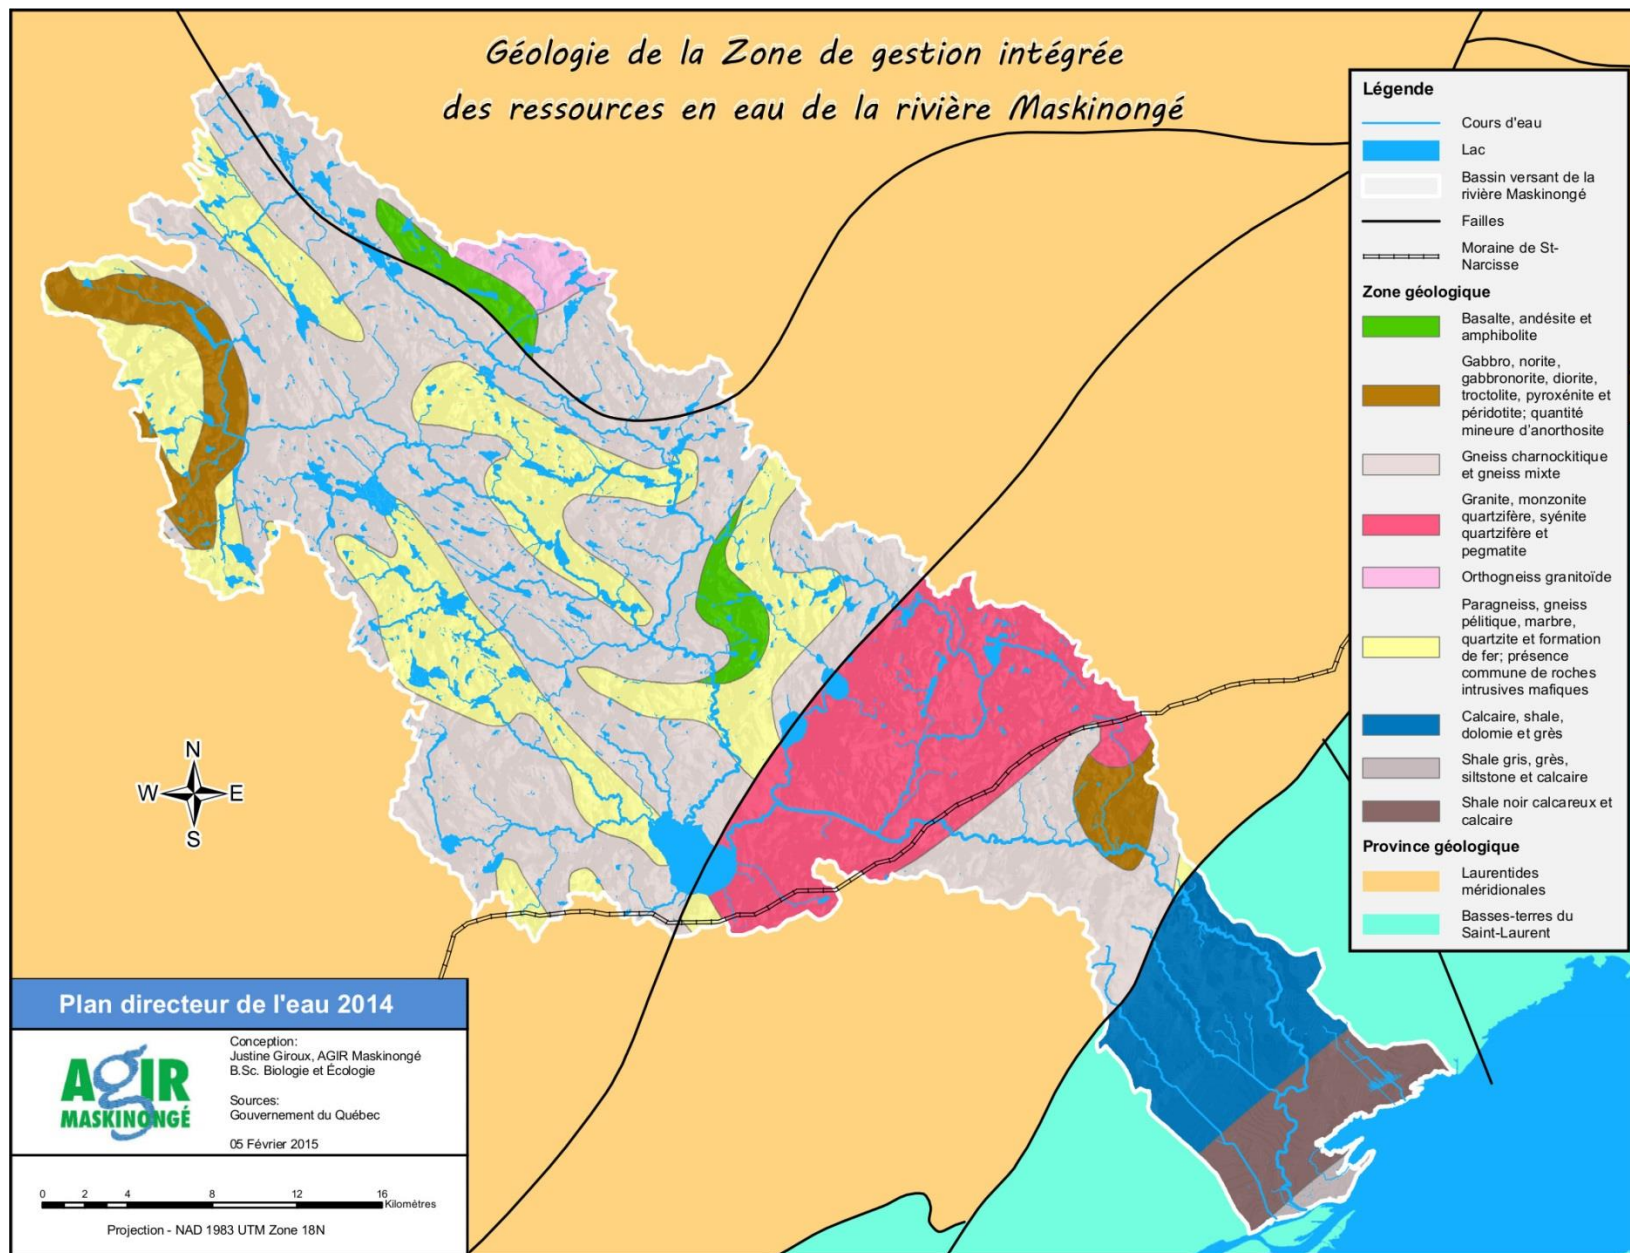 Géologie de la Zone de gestion intégrée
des ressources en eau de la rivière Maskinongé
Légende
Cours d'eau
Lac
Bassin versant de la
rivière Maskinongé
Failles
Moraine de St-
Narcisse
Zone géologique
Basalte, andésite et
amphibolite
Gabbro, norite,
gabbronorite, diorite,
troctolite, pyroxénite et
péridotite; quantité
mineure d'anorthosite
Gneiss charnockitique
et gneiss mixte
Granite, monzonite
quartzifère, syénite
quartzifère et
pegmatite
Orthogneiss granitoïde
Paragneiss, gneiss
pélitique, marbre,
quartzite et formation
de fer; présence
commune de roches
intrusives mafiques
Calcaire, shale,
dolomie et grès
Shale gris, grès,
siltstone et calcaire
Shale noir calcareux et
calcaire
Province géologique
Laurentides
méridionales
Basses-terres du
Saint-Laurent
N
W E
S
Plan directeur de l'eau 2014
AGIR
MASKINONGÉ
Conception:
Justine Giroux, AGIR Maskinongé
B.Sc. Biologie et Écologie
Sources:
Gouvernement du Québec
05 Février 2015
0 2 4 8 12 16
Kilométres
Projection - NAD 1983 UTM Zone 18N